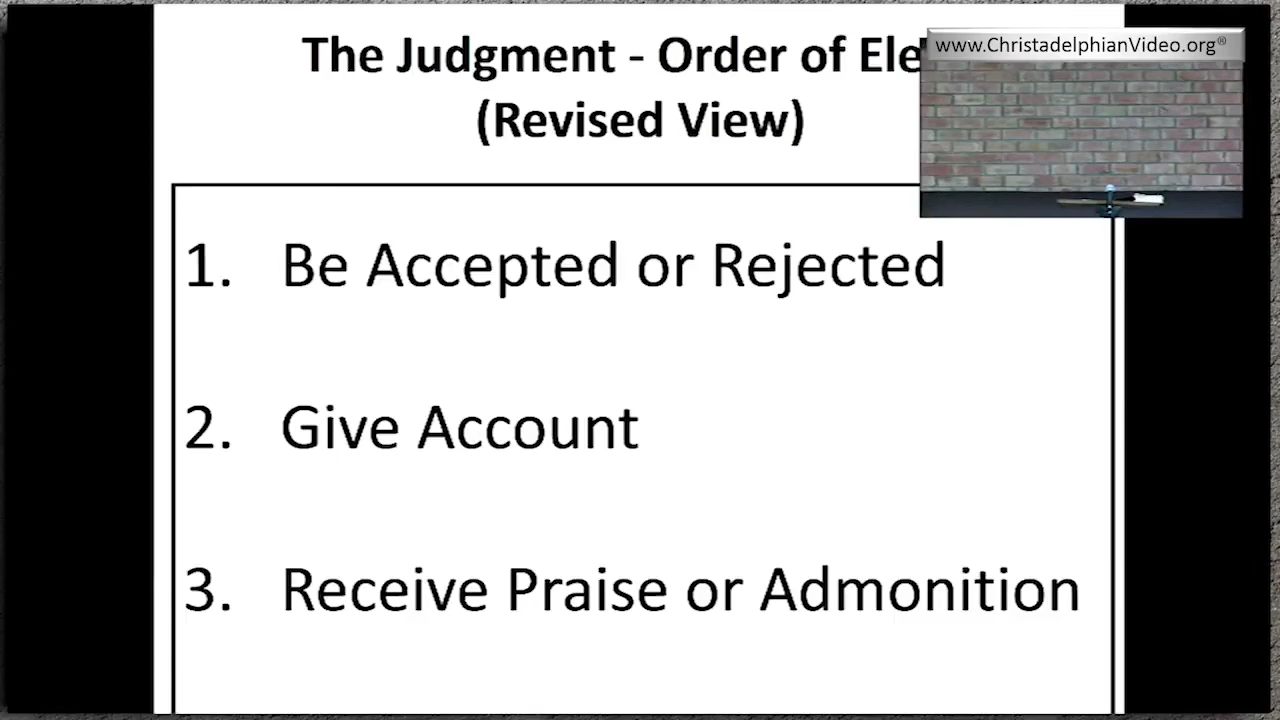 The Judgment - Order of
(Revised View)
www.ChristadelphianVideo.org®
1. Be Accepted or Rejected
2. Give Account
3. Receive Praise or Admonition